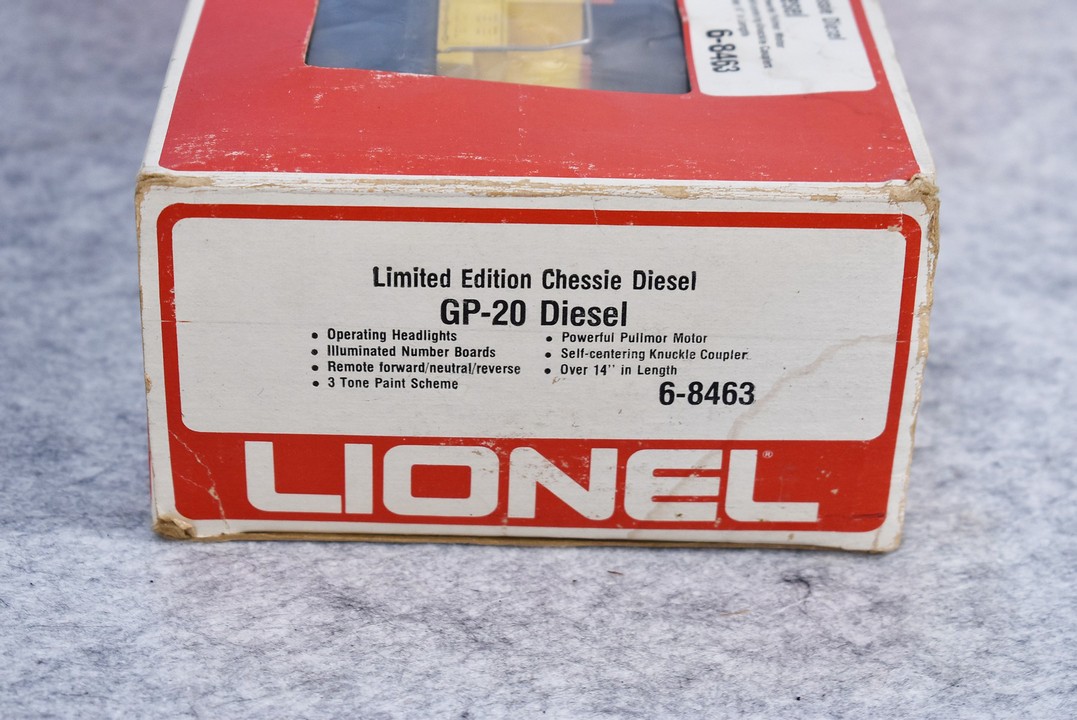 Diesel
6-8463
Limited Edition Chessie Diesel
GP-20 Diesel
• Operating Headlights
• Illuminated Number Boards
• Remote forward/neutral/reverse
• 3 Tone Paint Scheme
• Powerful Pullmor Motor
• Self-centering Knuckle Coupler
• Over 14" in Length
6-8463
LIONEL®